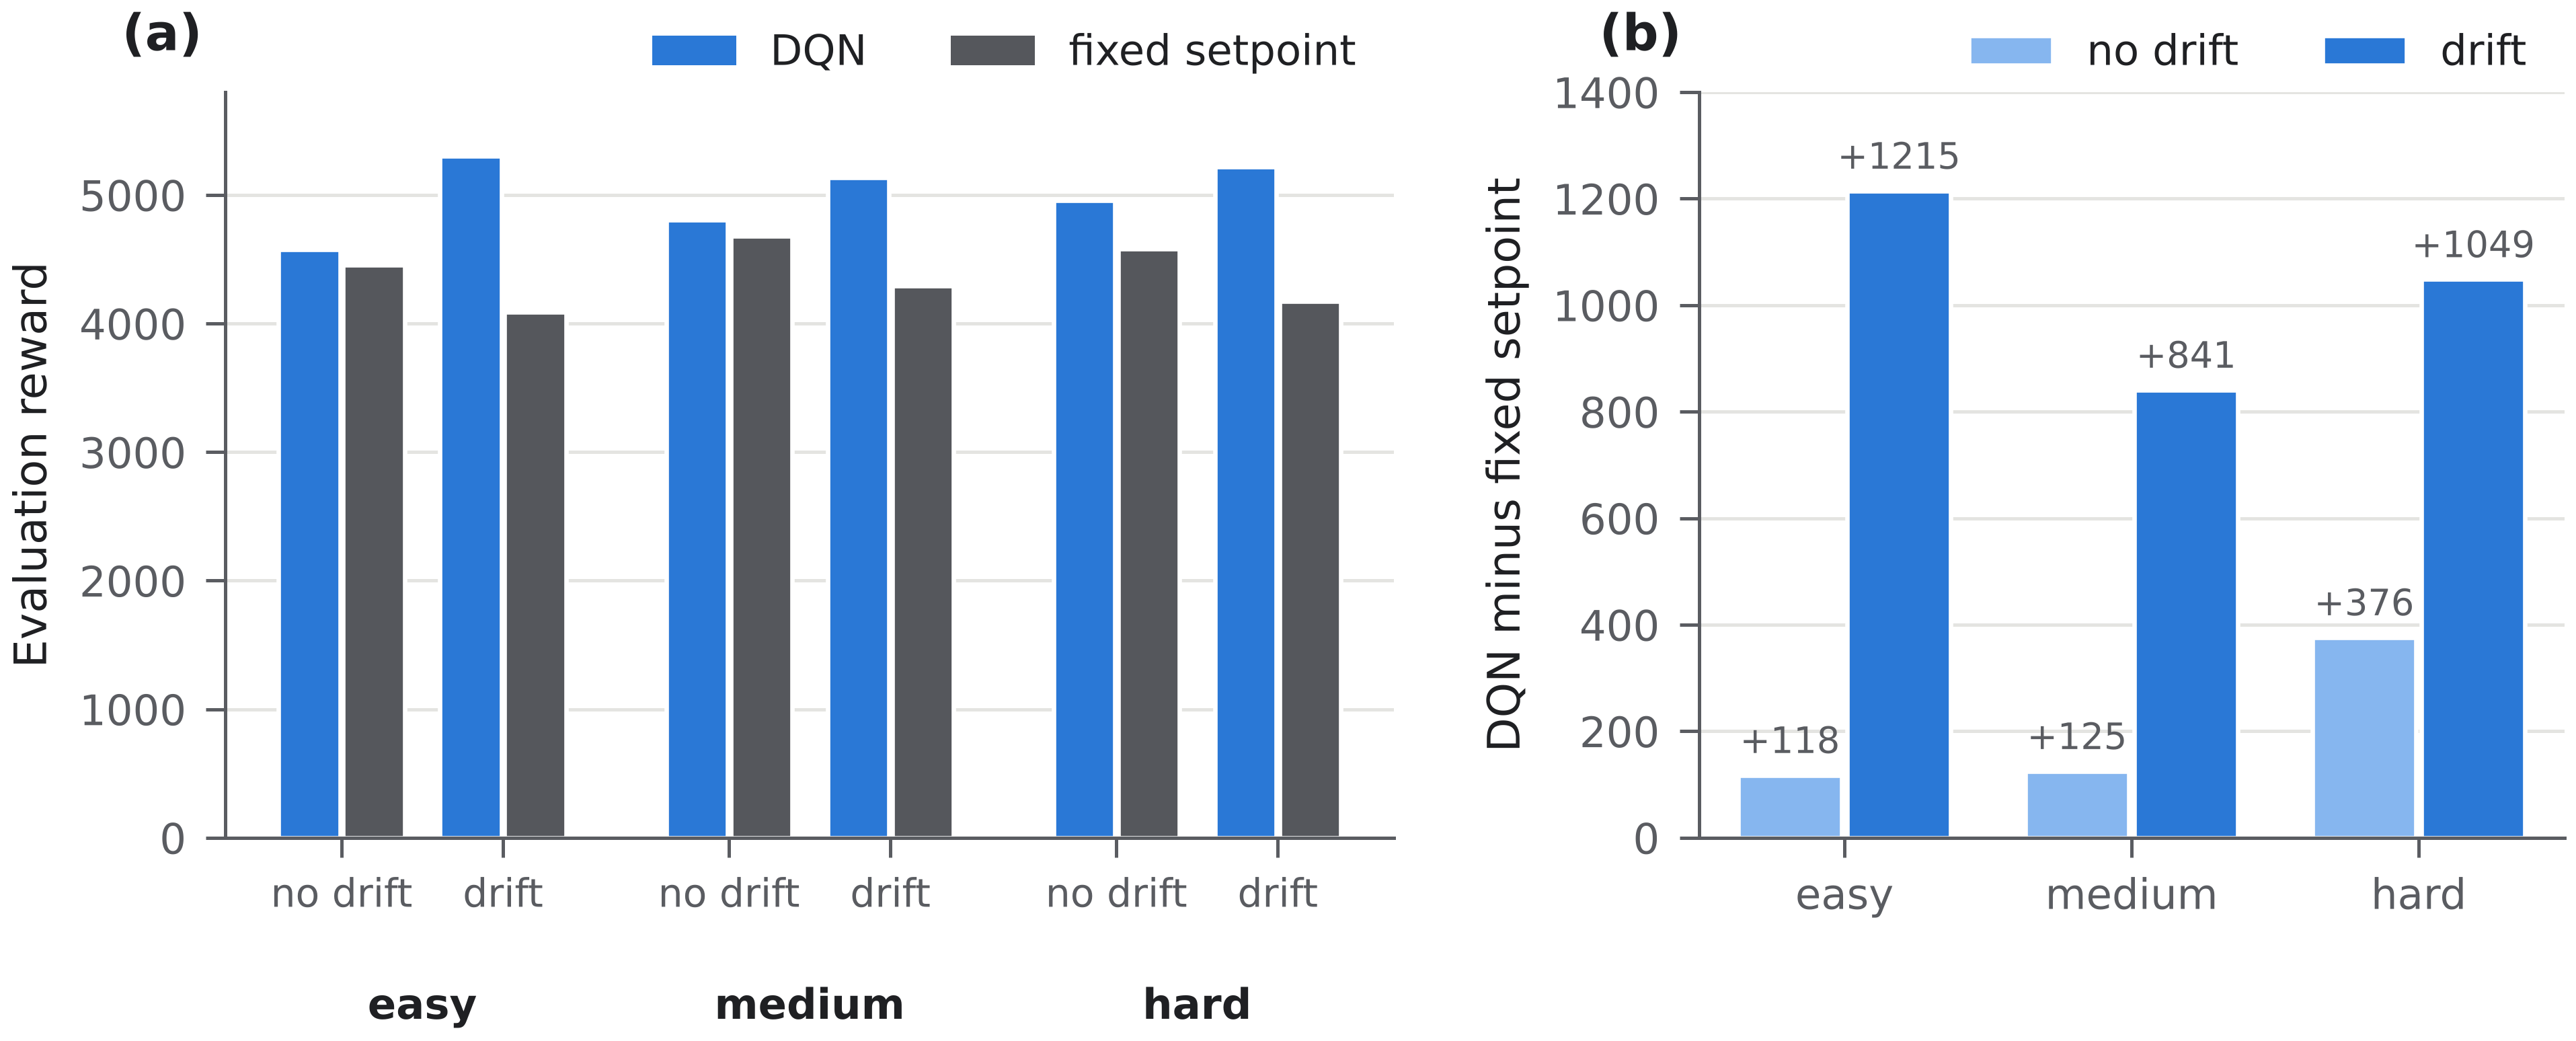 (a)
DQN
fixed setpoint
Evaluation reward
5000
4000
3000
2000
1000
0
no drift
drift
no drift
drift
no drift
drift
easy
medium
hard
(b)
no drift
drift
DQN minus fixed setpoint
1400
1200
1000
800
600
400
200
0
+118
+1215
+125
+841
+376
+1049
easy
medium
hard